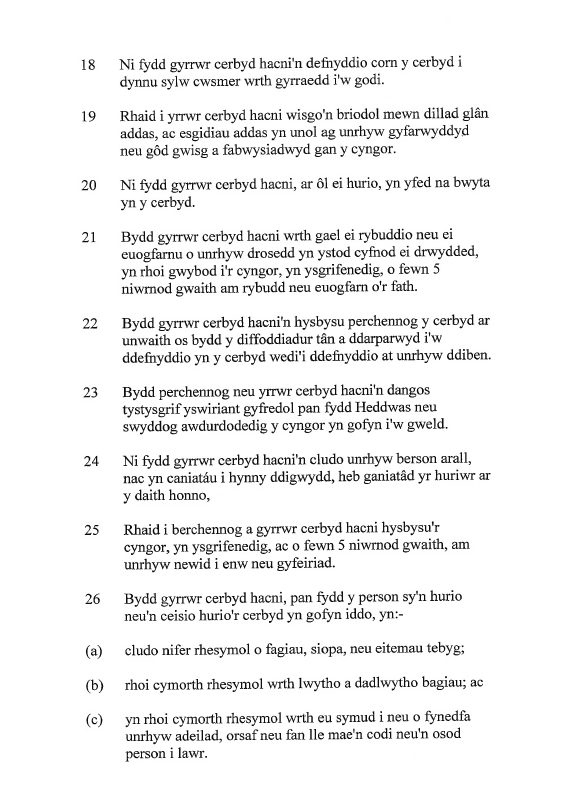 18 Ni fydd gyrrwr cerbyd hacni'n defnyddio corn y cerbyd i
dynnu sylw cwsmer wrth gyrraedd i'w godi.
19 Rhaid i yrrwr cerbyd hacni wisgo'n briodol mewn dillad glân
addas, ac esgidiau addas yn unol ag unrhyw gyfarwyddyd
neu gôd gwisg a fabwysiadwyd gan y cyngor.
20 Ni fydd gyrrwr cerbyd hacni, ar ôl ei hurio, yn yfed na bwyta
yn y cerbyd.
21 Bydd gyrrwr cerbyd hacni wrth gael ei rybuddio neu ei
euogfarnu o unrhyw drosedd yn ystod cyfnod ei drwydded,
yn rhoi gwybod i'r cyngor, yn ysgrifenedig, o fewn 5
niwrnod gwaith am rybudd neu euogfarn o'r fath.
22 Bydd gyrrwr cerbyd hacni'n hysbysu perchennog y cerbyd ar
unwaith os bydd y diffoddiadur tân a ddarparwyd i'w
ddefnyddio yn y cerbyd wedi'i ddefnyddio at unrhyw ddiben.
23 Bydd perchennog neu yrrwr cerbyd hacni'n dangos
tystysgrif yswiriant gyfredol pan fydd Heddwas neu
swyddog awdurdodedig y cyngor yn gofyn i'w gweld.
24 Ni fydd gyrrwr cerbyd hacni'n cludo unrhyw berson arall,
nac yn caniatáu i hynny ddigwydd, heb ganiatâd yr huriwr ar
y daith honno,
25 Rhaid i berchennog a gyrrwr cerbyd hacni hysbysu'r
cyngor, yn ysgrifenedig, ac o fewn 5 niwrnod gwaith, am
unrhyw newid i enw neu gyfeiriad.
26 Bydd gyrrwr cerbyd hacni, pan fydd y person sy'n hurio
neu'n ceisio hurio'r cerbyd yn gofyn iddo, yn:-
(a) cludo nifer rhesymol o fagiau, siopa, neu eitemau tebyg;
(b) rhoi cymorth rhesymol wrth lwytho a dadlwytho bagiau; ac
(c) yn rhoi cymorth rhesymol wrth eu symud i neu o fynedfa
unrhyw adeilad, orsaf neu fan lle mae'n codi neu'n osod
person i lawr.